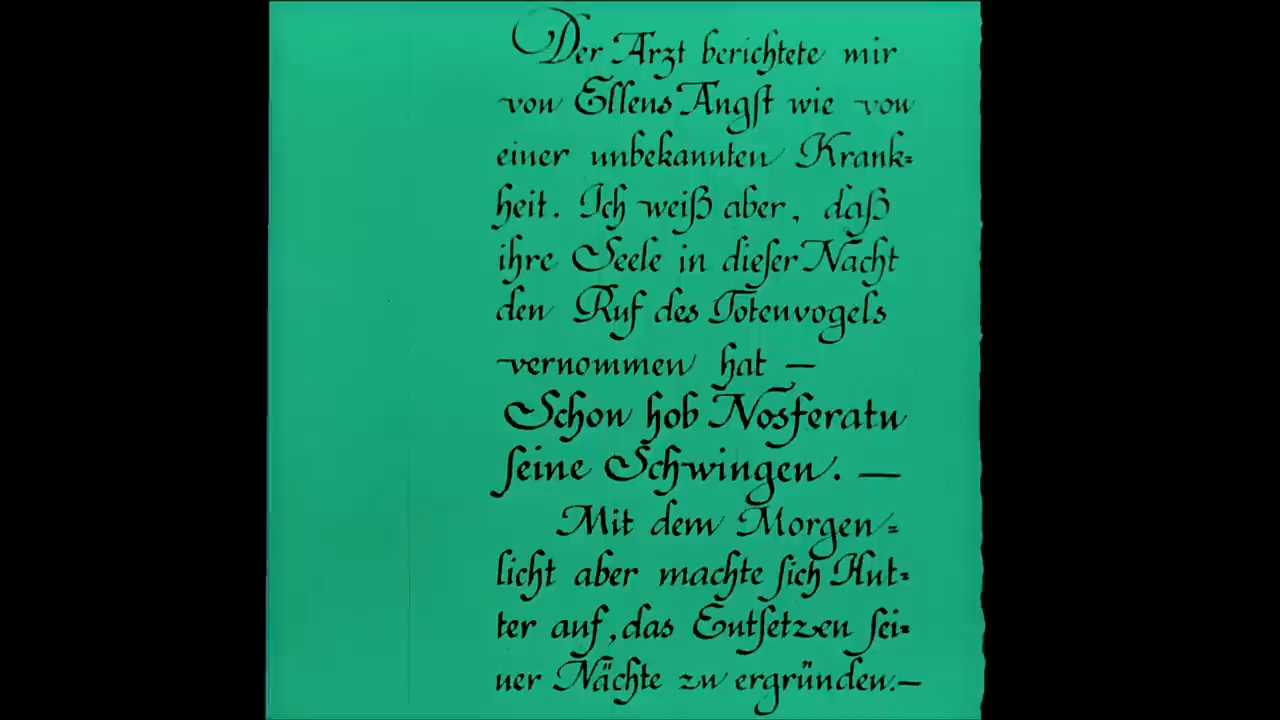 Der Arzt berichtete mir
von Ellens Angst wie von
einer unbekannten Krank=
heit. Ich weiß aber, daß
ihre Seele in dieſer Nacht
den Ruf des Totenvogels
vernommen hat —
Schon hob Nosferatu
ſeine Schwingen. —
Mit dem Morgen=
licht aber machte ſich Hut=
ter auf, das Entſetzen ſei=
ner Nächte zu ergründen. —